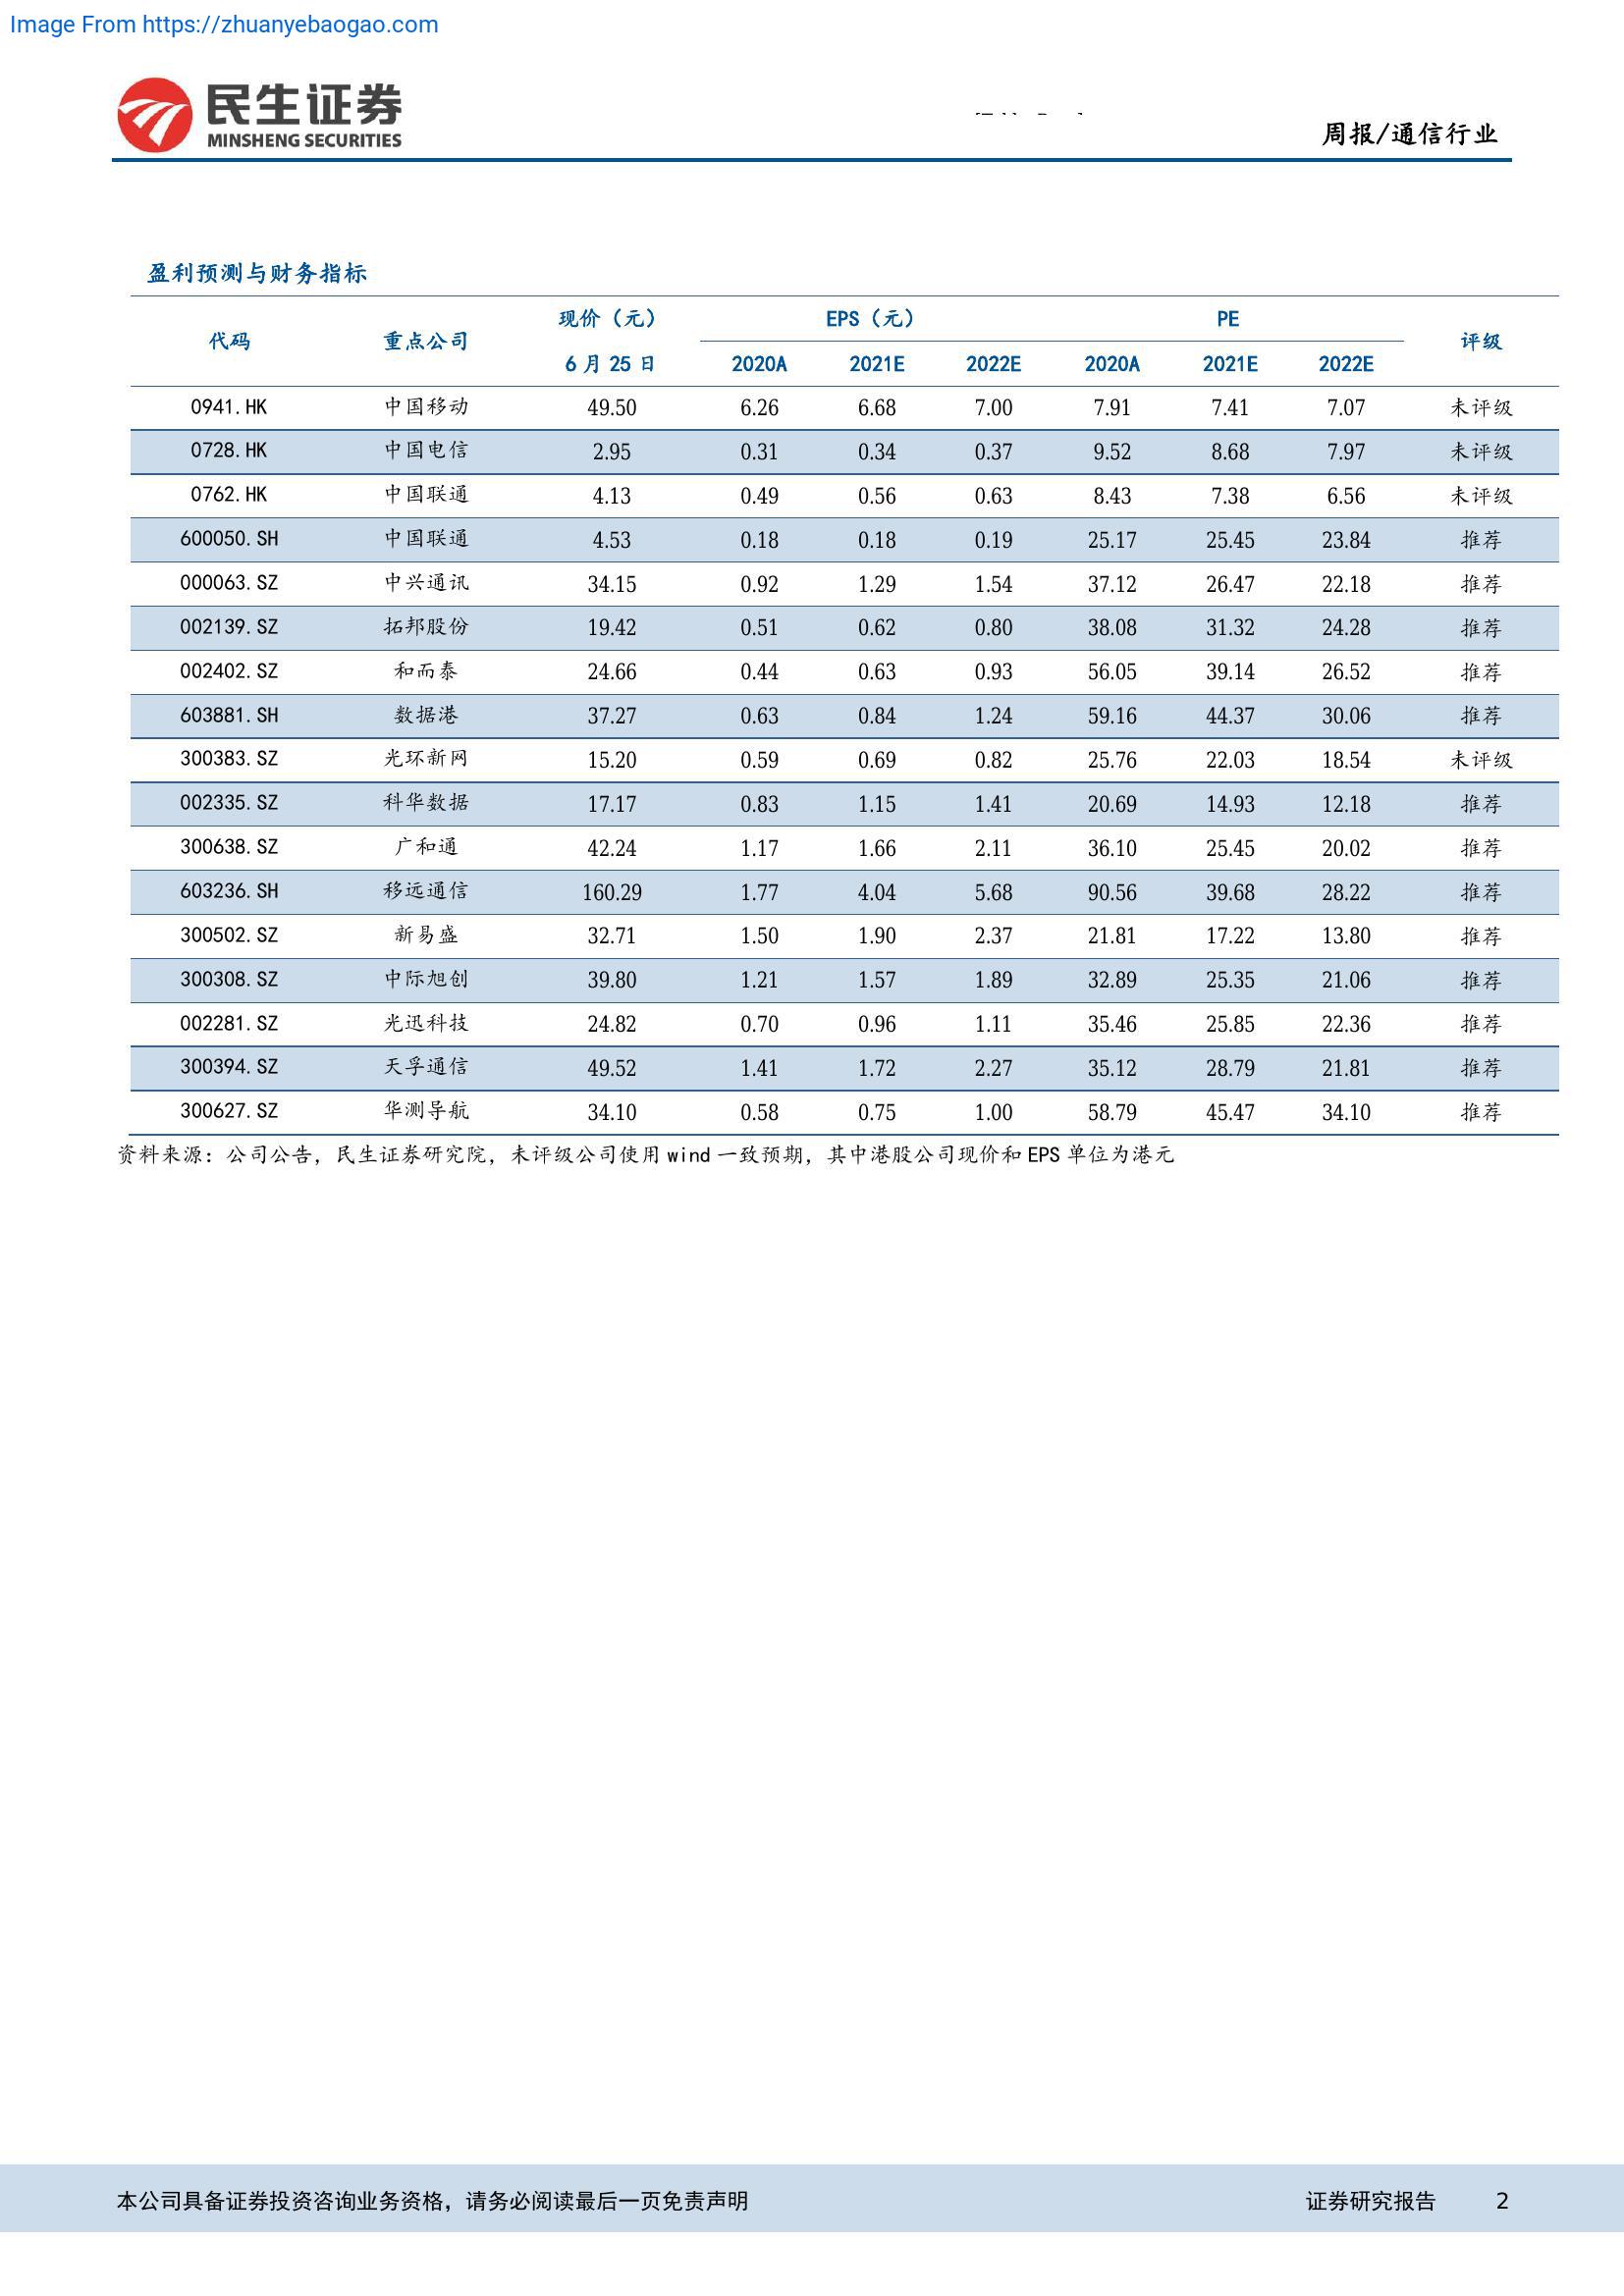 Image From https://zhuanyebaogao.com
民生证券
MINSHENG SECURITIES
周报/通信行业
盈利预测与财务指标
代码 重点公司 现价（元） EPS（元） PE 评级
6 月 25 日 2020A 2021E 2022E 2020A 2021E 2022E
0941.HK 中国移动 49.50 6.26 6.68 7.00 7.91 7.41 7.07 未评级
0728.HK 中国电信 2.95 0.31 0.34 0.37 9.52 8.68 7.97 未评级
0762.HK 中国联通 4.13 0.49 0.56 0.63 8.43 7.38 6.56 未评级
600050.SH 中国联通 4.53 0.18 0.18 0.19 25.17 25.45 23.84 推荐
000063.SZ 中兴通讯 34.15 0.92 1.29 1.54 37.12 26.47 22.18 推荐
002139.SZ 拓邦股份 19.42 0.51 0.62 0.80 38.08 31.32 24.28 推荐
002402.SZ 和而泰 24.66 0.44 0.63 0.93 56.05 39.14 26.52 推荐
603881.SH 数据港 37.27 0.63 0.84 1.24 59.16 44.37 30.06 推荐
300383.SZ 光环新网 15.20 0.59 0.69 0.82 25.76 22.03 18.54 未评级
002335.SZ 科华数据 17.17 0.83 1.15 1.41 20.69 14.93 12.18 推荐
300638.SZ 广和通 42.24 1.17 1.66 2.11 36.10 25.45 20.02 推荐
603236.SH 移远通信 160.29 1.77 4.04 5.68 90.56 39.68 28.22 推荐
300502.SZ 新易盛 32.71 1.50 1.90 2.37 21.81 17.22 13.80 推荐
300308.SZ 中际旭创 39.80 1.21 1.57 1.89 32.89 25.35 21.06 推荐
002281.SZ 光迅科技 24.82 0.70 0.96 1.11 35.46 25.85 22.36 推荐
300394.SZ 天孚通信 49.52 1.41 1.72 2.27 35.12 28.79 21.81 推荐
300627.SZ 华测导航 34.10 0.58 0.75 1.00 58.79 45.47 34.10 推荐
资料来源：公司公告，民生证券研究院，未评级公司使用 wind 一致预期，其中港股公司现价和 EPS 单位为港元
本公司具备证券投资咨询业务资格，请务必阅读最后一页免责声明 证券研究报告 2